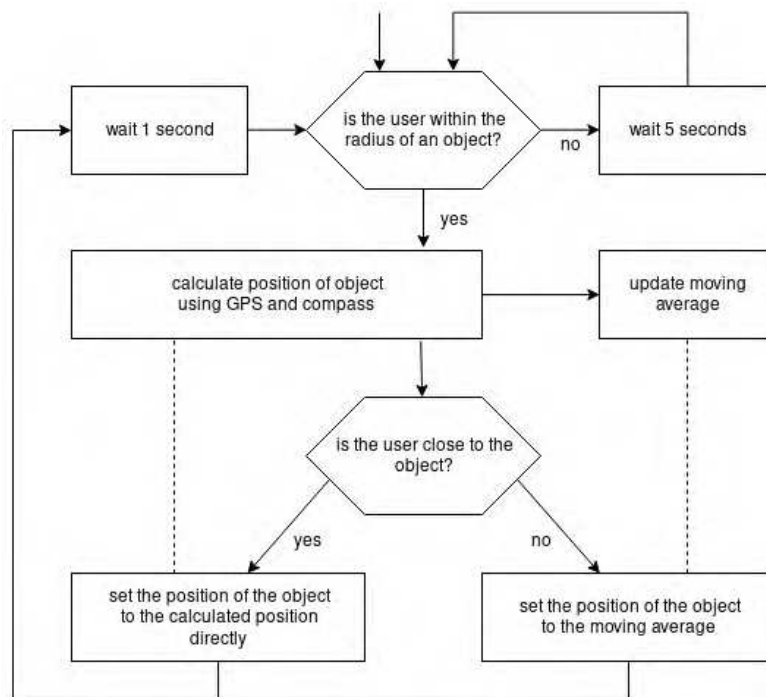 wait 1 second
is the user within the
radius of an object?
no
wait 5 seconds
yes
calculate position of object
using GPS and compass
update moving
average
is the user close to the
object?
yes
no
set the position of the object
to the calculated position
directly
set the position of the object
to the moving average